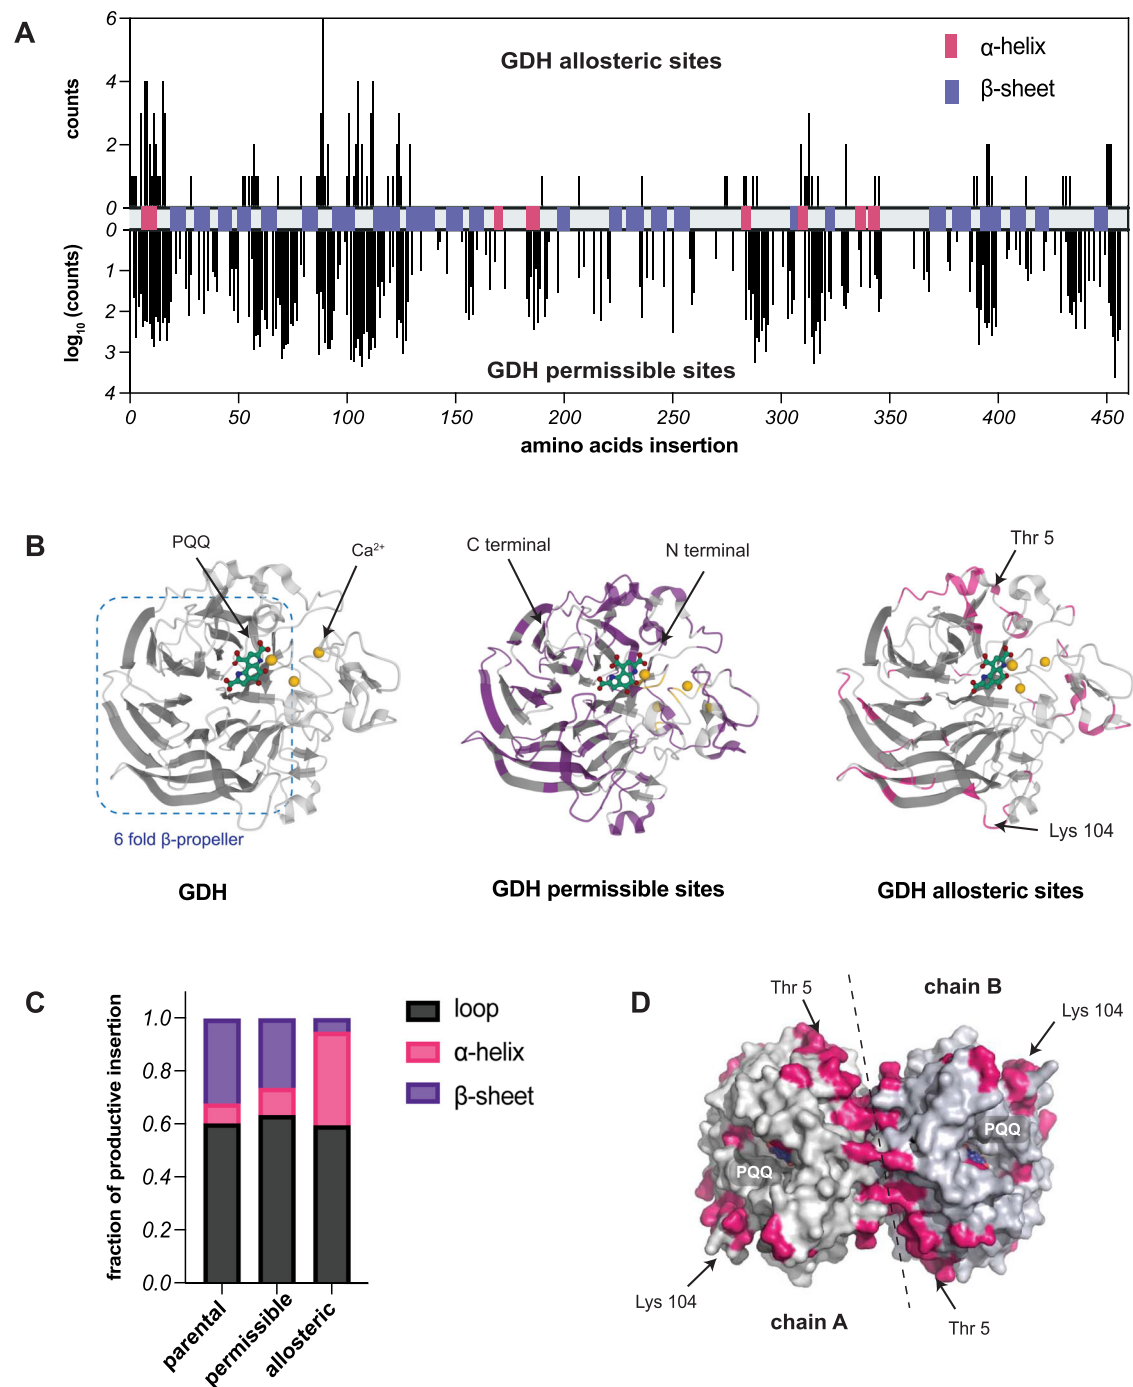 A
GDH allosteric sites
α-helix
β-sheet
counts
6
4
2
0
0
1
2
3
4
log10 (counts)
GDH permissible sites
0 50 100 150 200 250 300 350 400 450
amino acids insertion
B
PQQ
Ca2+
6 fold β-propeller
GDH
C terminal
N terminal
GDH permissible sites
Thr 5
Lys 104
GDH allosteric sites
C
fraction of productive insertion
1.0
0.8
0.6
0.4
0.2
0.0
parental
permissible
allosteric
loop
α-helix
β-sheet
D
Thr 5
chain B
Lys 104
PQQ
PQQ
Lys 104
chain A
Thr 5